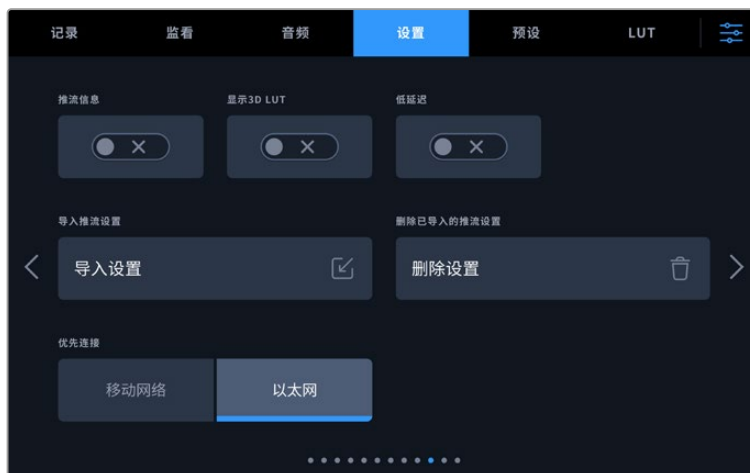 记录 监看 音频 设置 预设 LUT
推流信息 显示3D LUT 低延迟
导入推流设置 删除已导入的推流设置
导入设置 删除设置
优先连接
移动网络 以太网